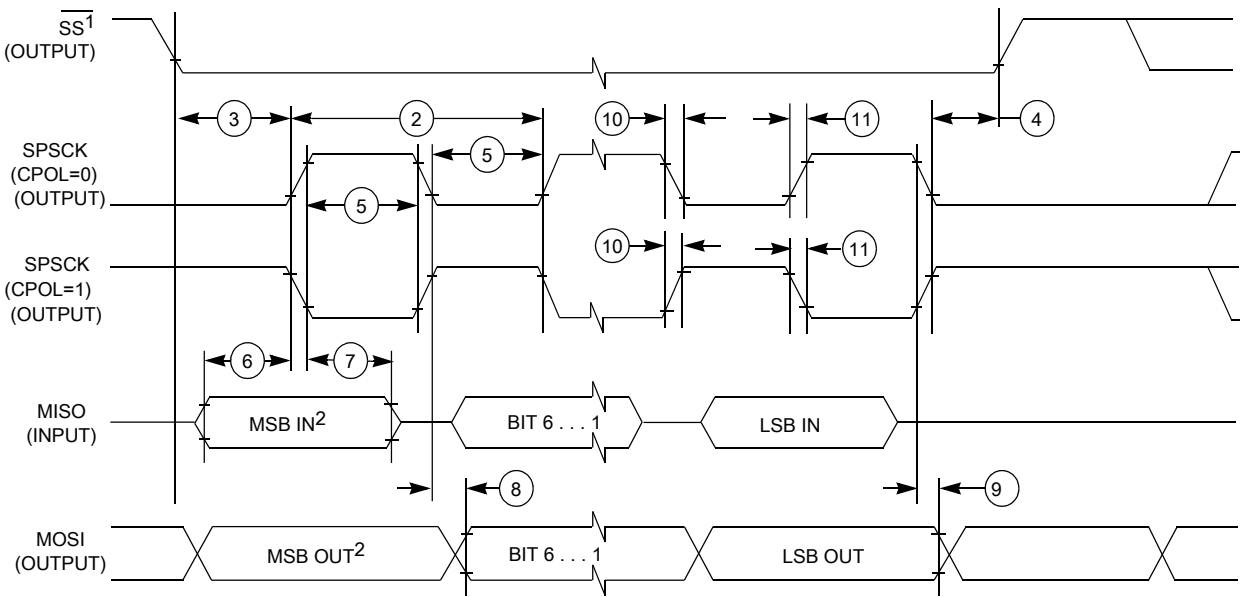 SS1
(OUTPUT)
3
2
10
11
4
SPSCK
(CPOL=0)
(OUTPUT)
5
5
SPSCK
(CPOL=1)
(OUTPUT)
10
11
6
7
MISO
(INPUT)
MSB IN2
BIT 6 . . . 1
LSB IN
8
9
MOSI
(OUTPUT)
MSB OUT2
BIT 6 . . . 1
LSB OUT